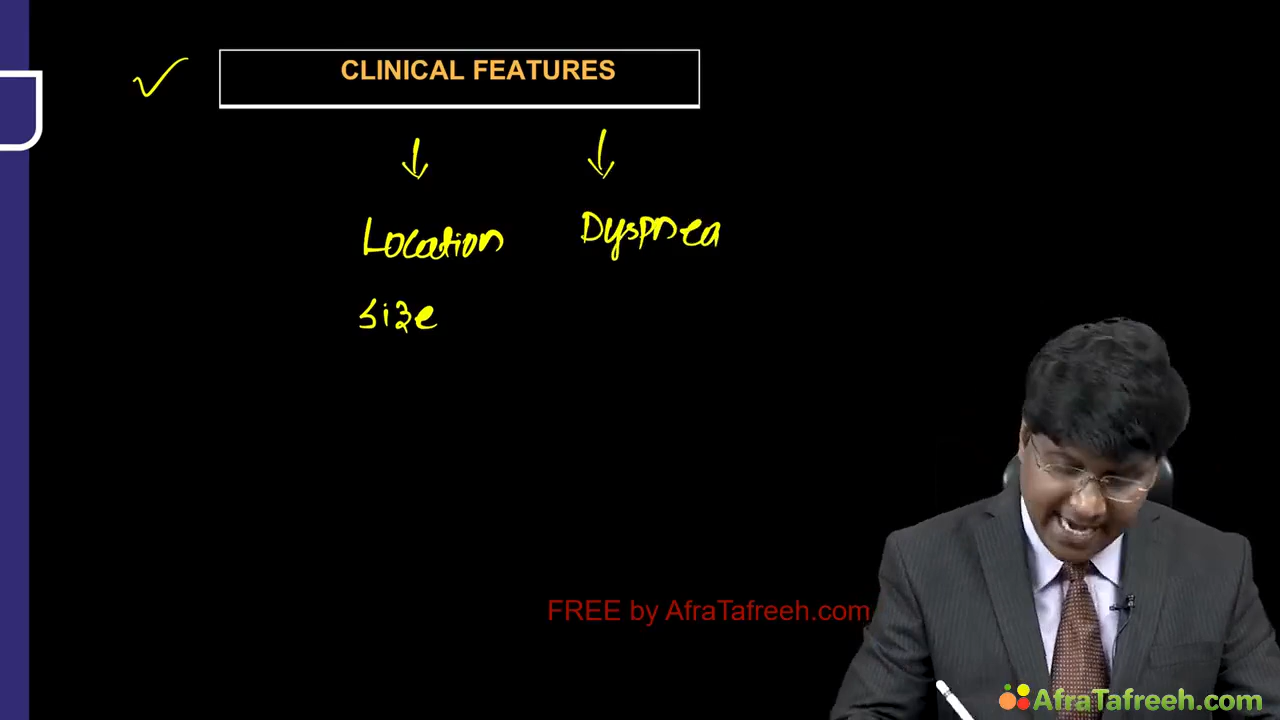 CLINICAL FEATURES
Location Dyspnea
Size
FREE by AfraTafreeh.com
AfraTafreeh.com